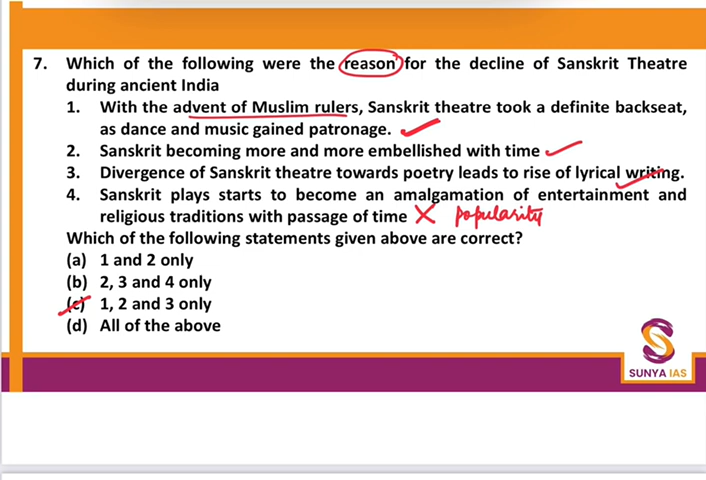 7. Which of the following were the reason for the decline of Sanskrit Theatre
during ancient India
1. With the advent of Muslim rulers, Sanskrit theatre took a definite backseat,
as dance and music gained patronage.
2. Sanskrit becoming more and more embellished with time
3. Divergence of Sanskrit theatre towards poetry leads to rise of lyrical writing.
4. Sanskrit plays starts to become an amalgamation of entertainment and
religious traditions with passage of time X popularity
Which of the following statements given above are correct?
(a) 1 and 2 only
(b) 2, 3 and 4 only
(c) 1, 2 and 3 only
(d) All of the above
SUNYA IAS